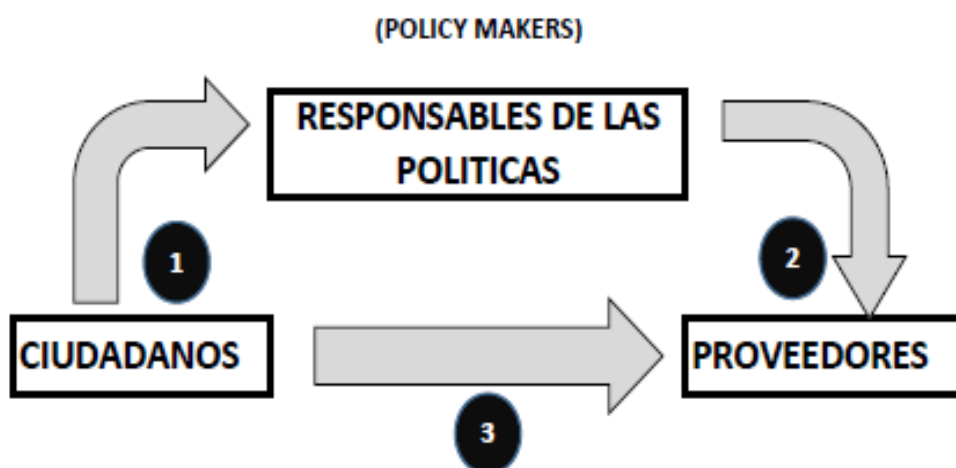 (POLICY MAKERS)
RESPONSABLES DE LAS
POLITICAS
1
2
CIUDADANOS
PROVEEDORES
3